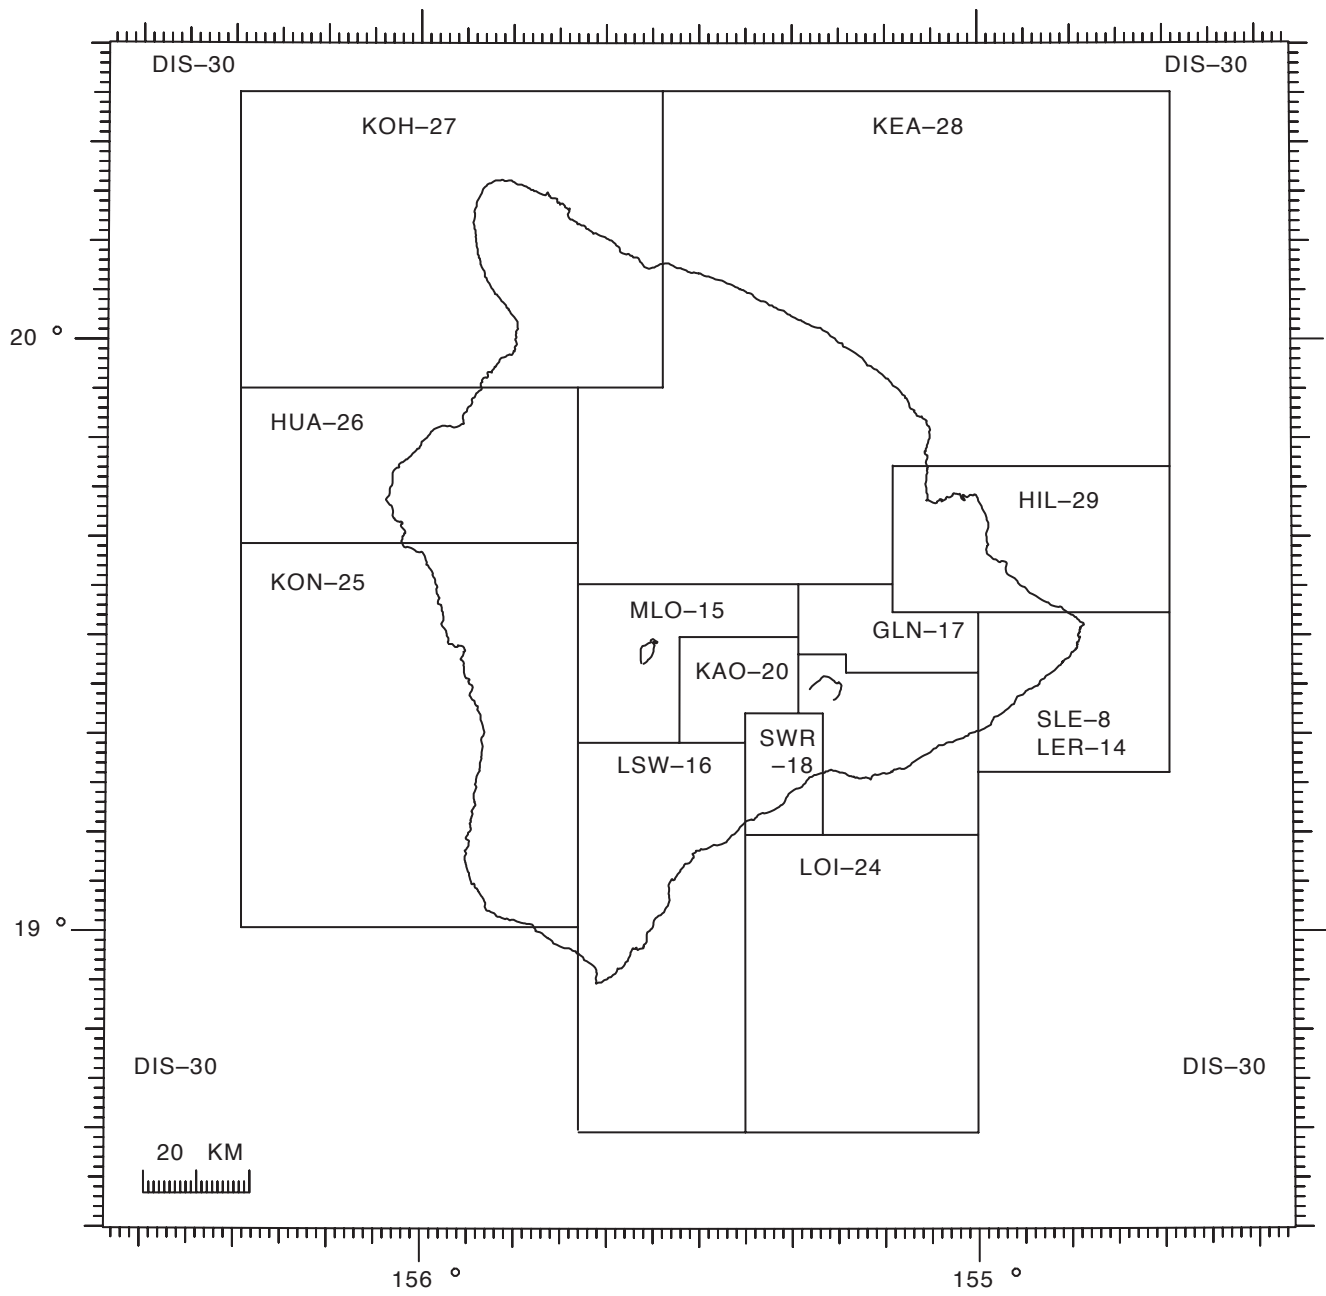 DIS–30
DIS–30
KOH–27
KEA–28
20 °
HUA–26
HIL–29
KON–25
MLO–15
GLN–17
KAO–20
SLE–8
LER–14
SWR
–18
LSW–16
LOI–24
19 °
DIS–30
DIS–30
20 KM
156 °
155 °